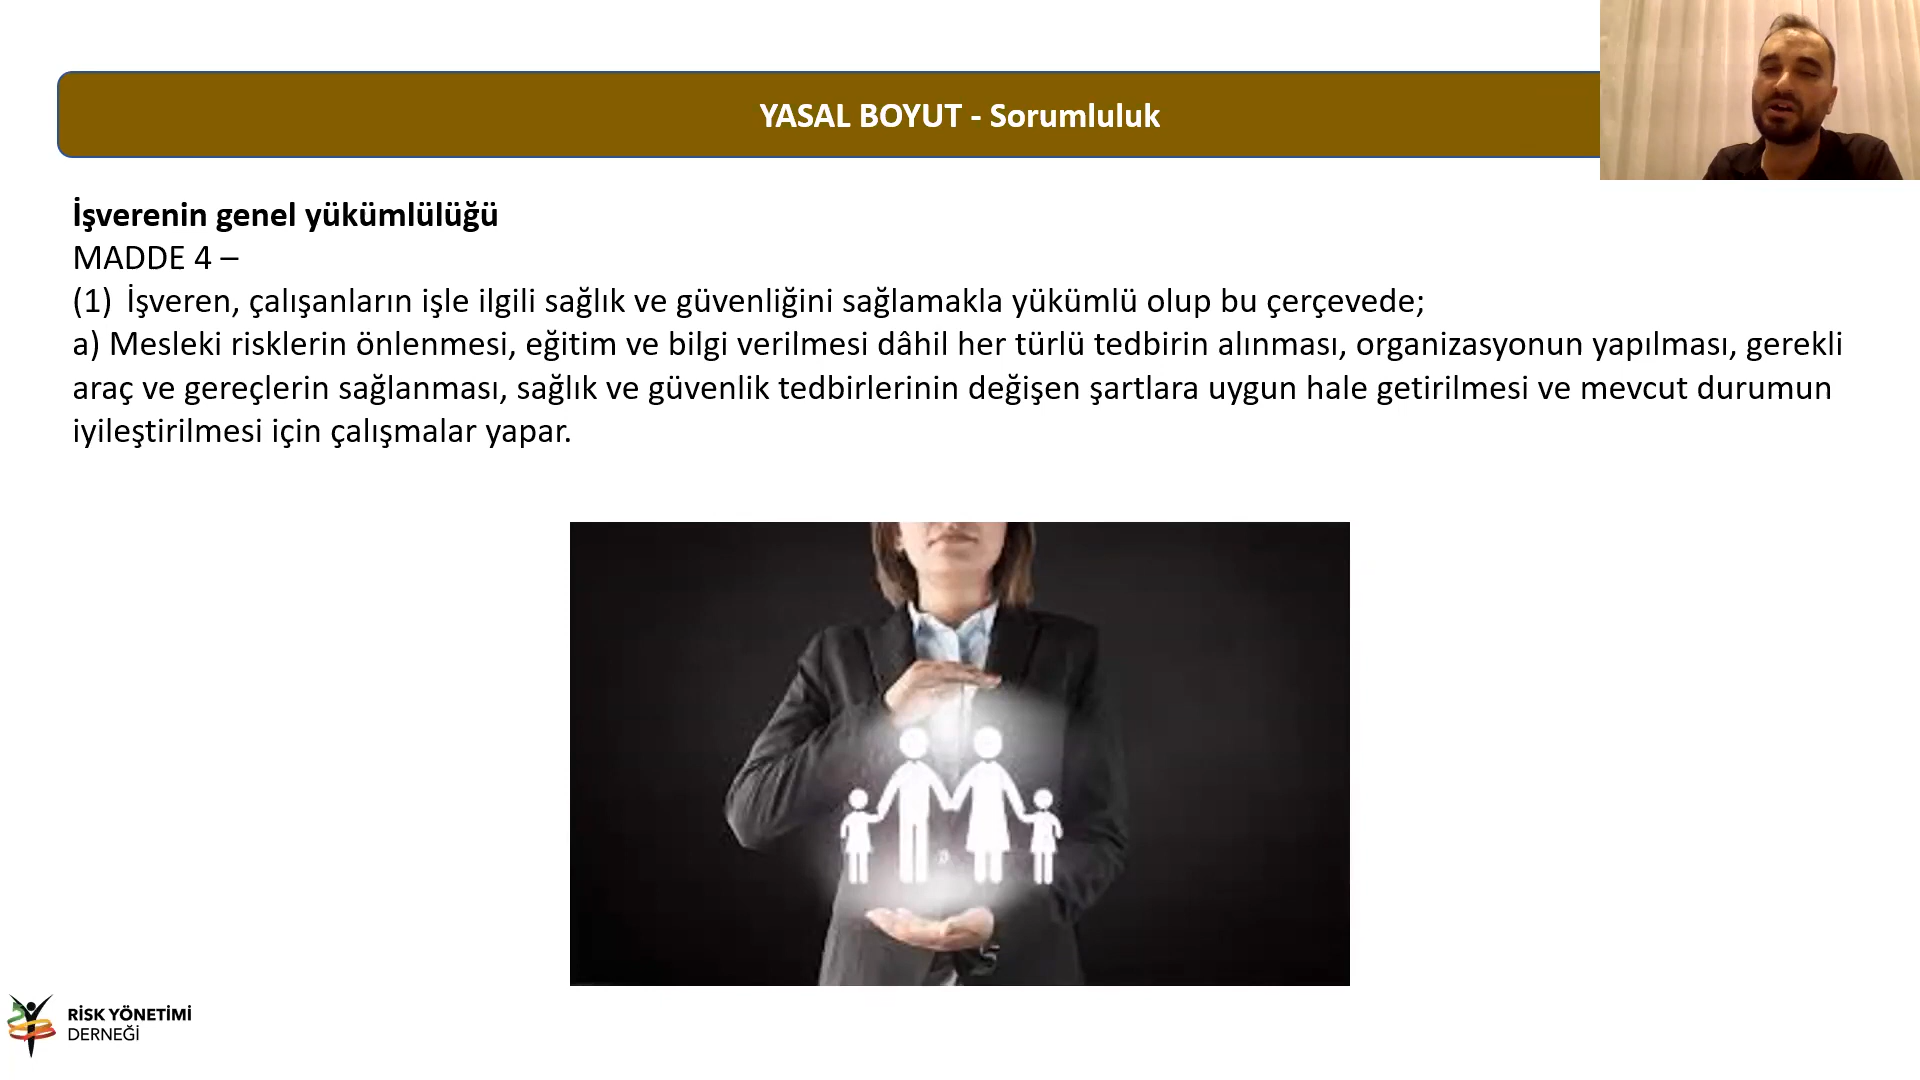 YASAL BOYUT - Sorumluluk
İşverenin genel yükümlülüğü
MADDE 4 –
(1) İşveren, çalışanların işle ilgili sağlık ve güvenliğini sağlamakla yükümlü olup bu çerçevede;
a) Mesleki risklerin önlenmesi, eğitim ve bilgi verilmesi dâhil her türlü tedbirin alınması, organizasyonun yapılması, gerekli
araç ve gereçlerin sağlanması, sağlık ve güvenlik tedbirlerinin değişen şartlara uygun hale getirilmesi ve mevcut durumun
iyileştirilmesi için çalışmalar yapar.
RİSK YÖNETİMİ
DERNEĞİ